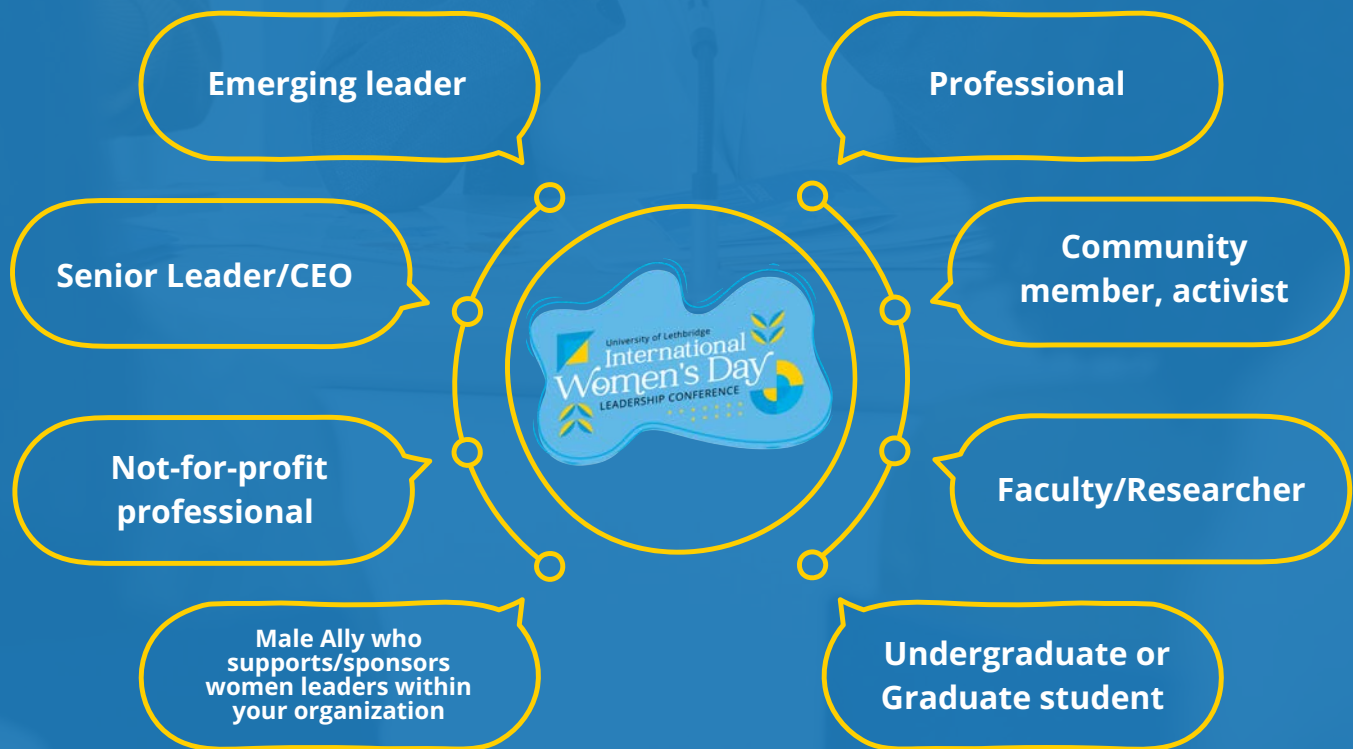 Emerging leader
Professional
Senior Leader/CEO
Community
member, activist
University of Lethbridge
International
Women's Day
LEADERSHIP CONFERENCE
Not-for-profit
professional
Faculty/Researcher
Male Ally who
supports/sponsors
women leaders within
your organization
Undergraduate or
Graduate student